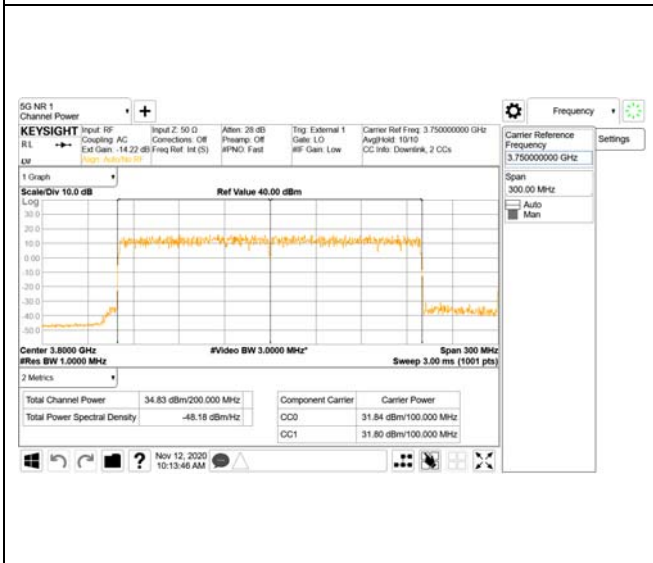 5G NR 1
Channel Power
Frequency
KEYSIGHT
Input: RF
Input Z: 50 Ω
Atten: 28 dB
Trig: External 1
Carrier Ref Freq: 3.750000000 GHz
RL
Coupling: AC
Corrections: Off
Preamp: Off
Gate: LO
Avg|Hold: 10/10
Ext Gain: -14.22 dB
Freq Ref: Int (S)
#PNO: Fast
#IF Gain: Low
CC Info: Downlink, 2 CCs
LXI
Align: Auto/No RF
Carrier Reference
Frequency
3.750000000 GHz
Settings
Span
300.00 MHz
Auto
Man
1 Graph
Scale/Div 10.0 dB
Ref Value 40.00 dBm
Log
30.0
20.0
10.0
0.00
-10.0
-20.0
-30.0
-40.0
-50.0
Center 3.8000 GHz
#Video BW 3.0000 MHz*
Span 300 MHz
#Res BW 1.0000 MHz
Sweep 3.00 ms (1001 pts)
2 Metrics
Total Channel Power
34.83 dBm/200.000 MHz
Total Power Spectral Density
-48.18 dBm/Hz
Component Carrier
Carrier Power
CC0
31.84 dBm/100.000 MHz
CC1
31.80 dBm/100.000 MHz
Nov 12, 2020
10:13:46 AM